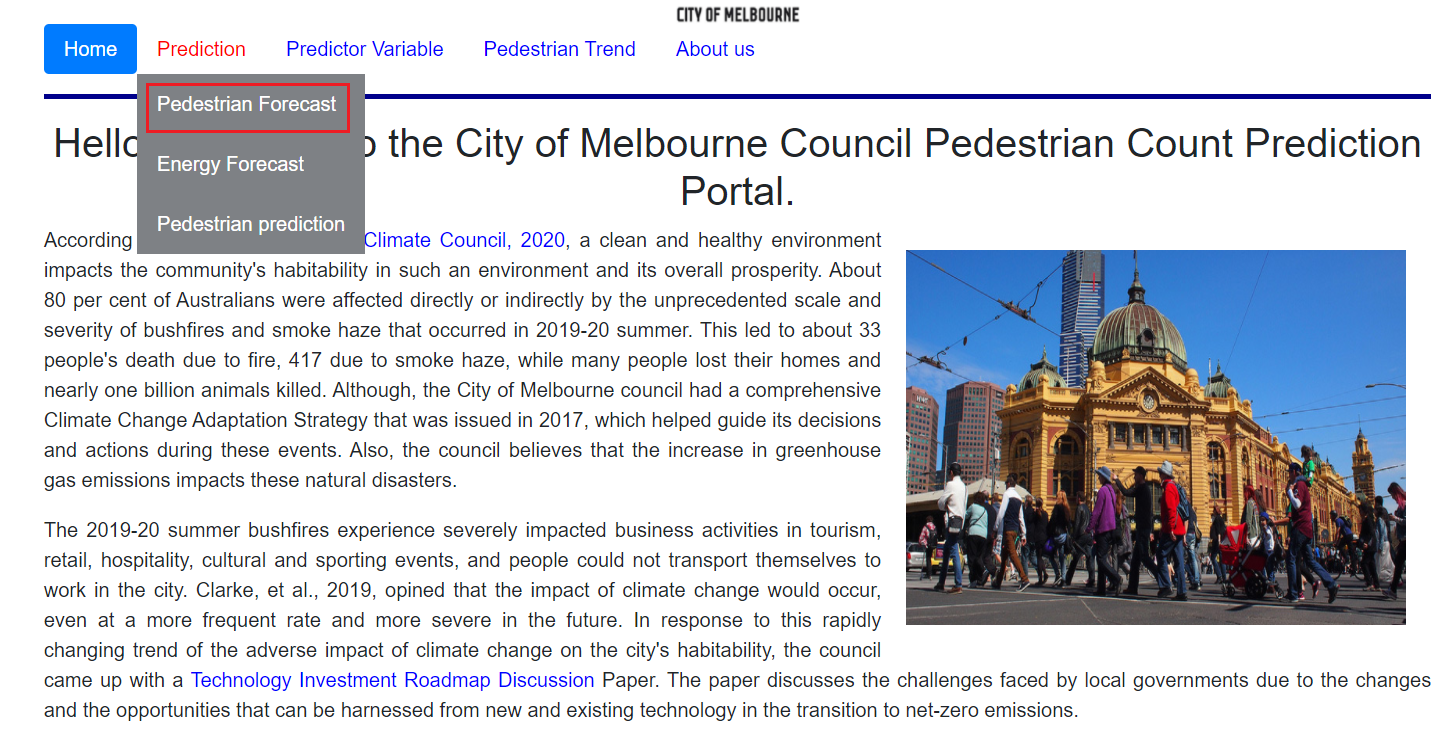 CITY OF MELBOURNE
Home Prediction Predictor Variable Pedestrian Trend About us
Pedestrian Forecast
Energy Forecast
Pedestrian prediction
Hello o the City of Melbourne Council Pedestrian Count Prediction
Portal.
According Climate Council, 2020, a clean and healthy environment
impacts the community's habitability in such an environment and its overall prosperity. About
80 per cent of Australians were affected directly or indirectly by the unprecedented scale and
severity of bushfires and smoke haze that occurred in 2019-20 summer. This led to about 33
people's death due to fire, 417 due to smoke haze, while many people lost their homes and
nearly one billion animals killed. Although, the City of Melbourne council had a comprehensive
Climate Change Adaptation Strategy that was issued in 2017, which helped guide its decisions
and actions during these events. Also, the council believes that the increase in greenhouse
gas emissions impacts these natural disasters.
The 2019-20 summer bushfires experience severely impacted business activities in tourism,
retail, hospitality, cultural and sporting events, and people could not transport themselves to
work in the city. Clarke, et al., 2019, opined that the impact of climate change would occur,
even at a more frequent rate and more severe in the future. In response to this rapidly
changing trend of the adverse impact of climate change on the city's habitability, the council
came up with a Technology Investment Roadmap Discussion Paper. The paper discusses the challenges faced by local governments due to the changes
and the opportunities that can be harnessed from new and existing technology in the transition to net-zero emissions.